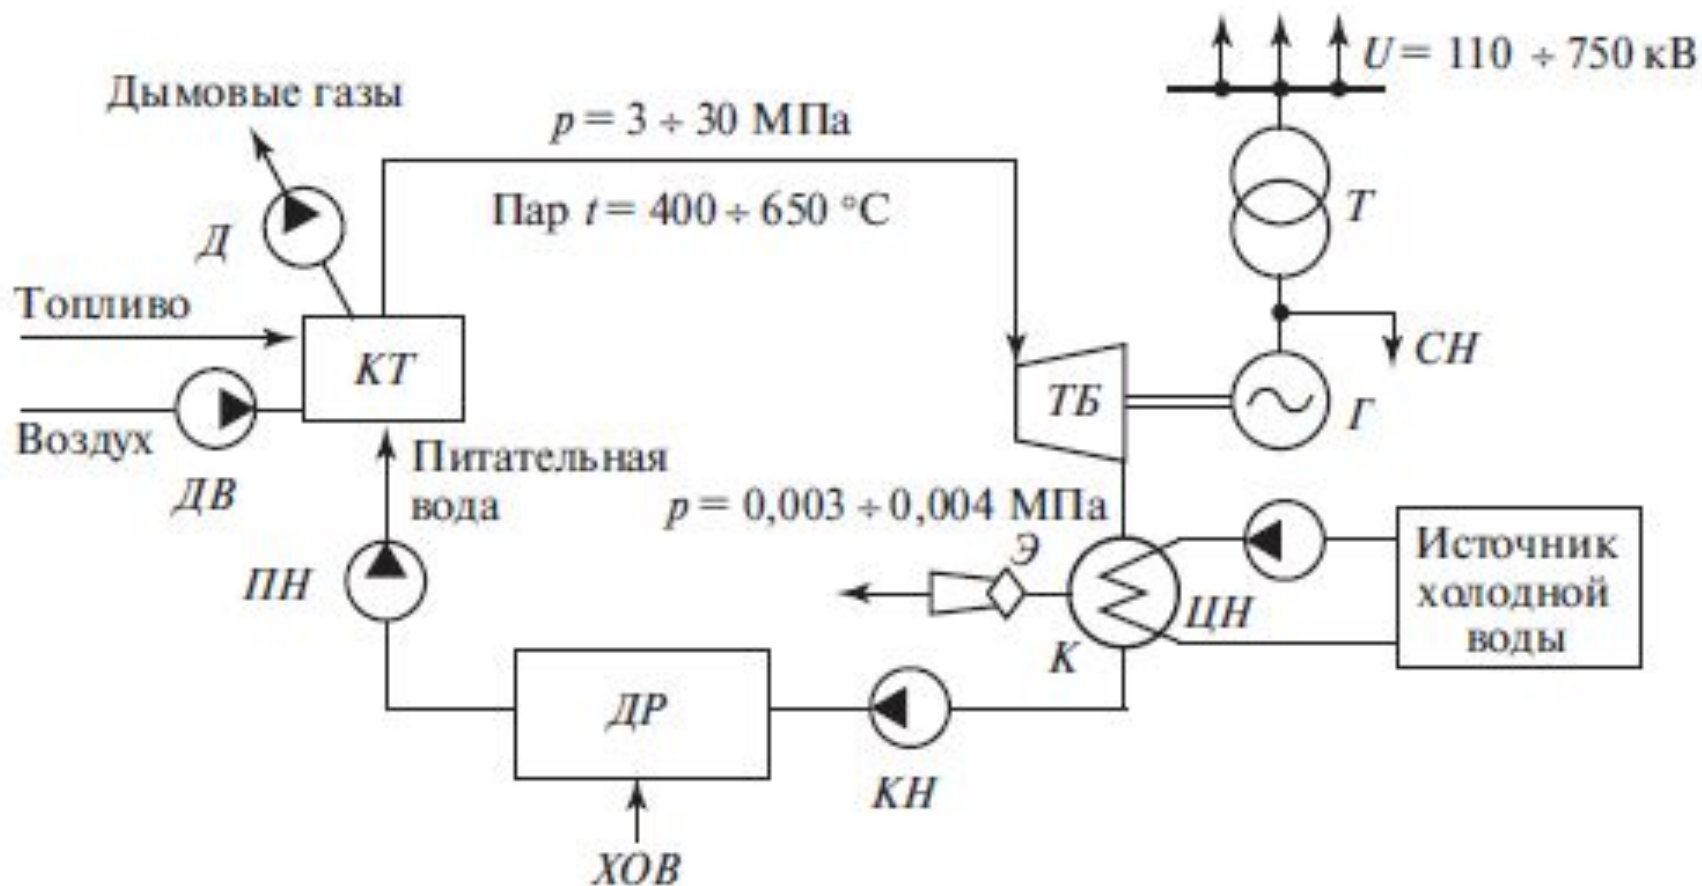 U = 110 ÷ 750 кВ
Дымовые газы
p = 3 ÷ 30 МПа
Пар t = 400 ÷ 650 °С
Т
Д
Топливо
КТ
СН
ТБ
Г
Воздух
ДВ
Питательная
вода
p = 0,003 ÷ 0,004 МПа
Э
ПН
Источник
холодной
воды
ЦН
К
ДР
КН
ХОВ